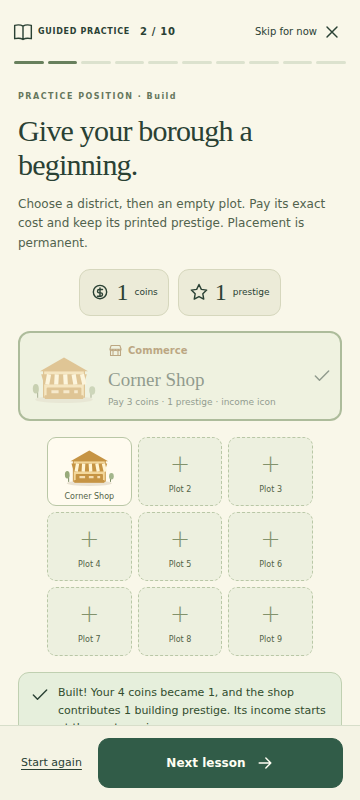 GUIDED PRACTICE 2 / 10 Skip for now
PRACTICE POSITION · Build
Give your borough a
beginning.
Choose a district, then an empty plot. Pay its exact
cost and keep its printed prestige. Placement is
permanent.
1 coins 1 prestige
Commerce
Corner Shop
Pay 3 coins · 1 prestige · income icon
Corner Shop Plot 2 Plot 3
Plot 4 Plot 5 Plot 6
Plot 7 Plot 8 Plot 9
Built! Your 4 coins became 1, and the shop
contributes 1 building prestige. Its income starts
Start again Next lesson